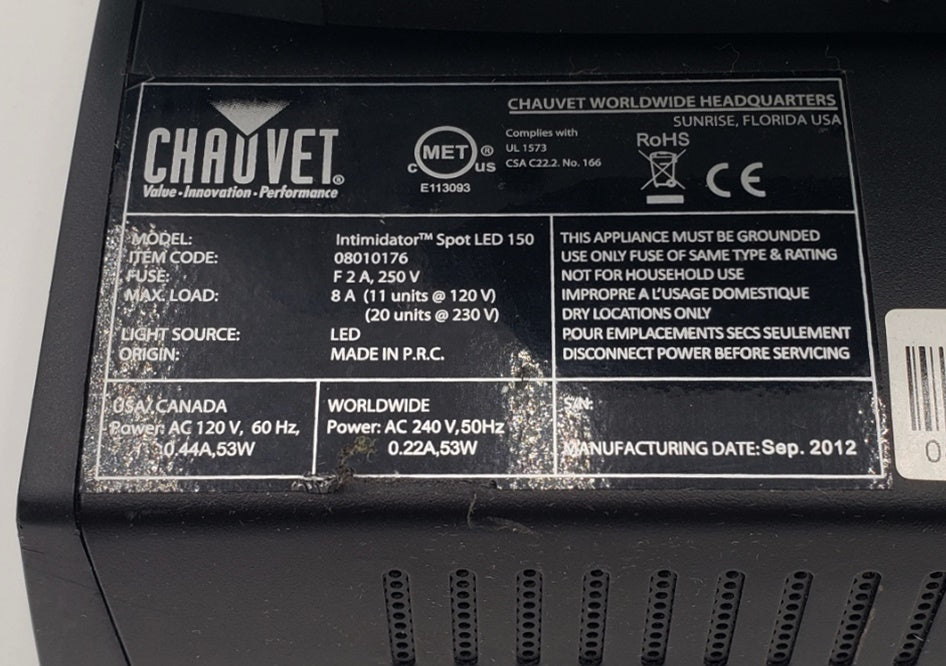 CHAUVET WORLDWIDE HEADQUARTERS
SUNRISE, FLORIDA USA
CHAUVET®
Value • Innovation • Performance
c MET ® us
E113093
Complies with
UL 1573
CSA C22.2. No. 166
RoHS
CE
MODEL: Intimidator™ Spot LED 150
ITEM CODE: 08010176
FUSE: F 2 A, 250 V
MAX. LOAD: 8 A (11 units @ 120 V)
(20 units @ 230 V)
LIGHT SOURCE: LED
ORIGIN: MADE IN P.R.C.
THIS APPLIANCE MUST BE GROUNDED
USE ONLY FUSE OF SAME TYPE & RATING
NOT FOR HOUSEHOLD USE
IMPROPRE A L'USAGE DOMESTIQUE
DRY LOCATIONS ONLY
POUR EMPLACEMENTS SECS SEULEMENT
DISCONNECT POWER BEFORE SERVICING
USA/ CANADA
Power: AC 120 V, 60 Hz,
0.44A,53W
WORLDWIDE
Power: AC 240 V,50Hz
0.22A,53W
S/N:
MANUFACTURING DATE: Sep. 2012
0